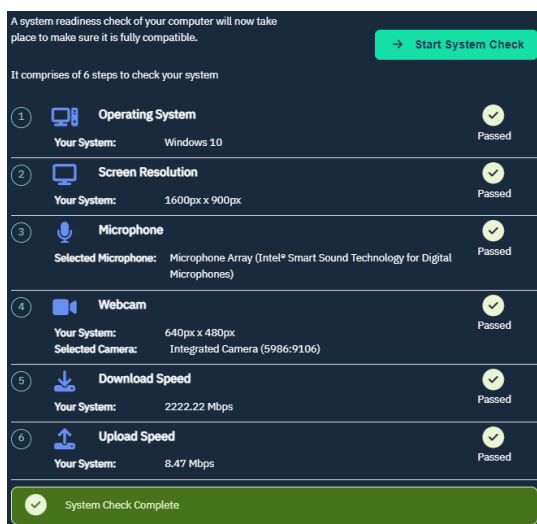 A system readiness check of your computer will now take
place to make sure it is fully compatible.
→ Start System Check
It comprises of 6 steps to check your system
1 Operating System
Passed
Your System: Windows 10
2 Screen Resolution
Passed
Your System: 1600px x 900px
3 Microphone
Passed
Selected Microphone: Microphone Array (Intel® Smart Sound Technology for Digital
Microphones)
4 Webcam
Passed
Your System: 640px x 480px
Selected Camera: Integrated Camera (5986:9106)
5 Download Speed
Passed
Your System: 2222.22 Mbps
6 Upload Speed
Passed
Your System: 8.47 Mbps
System Check Complete